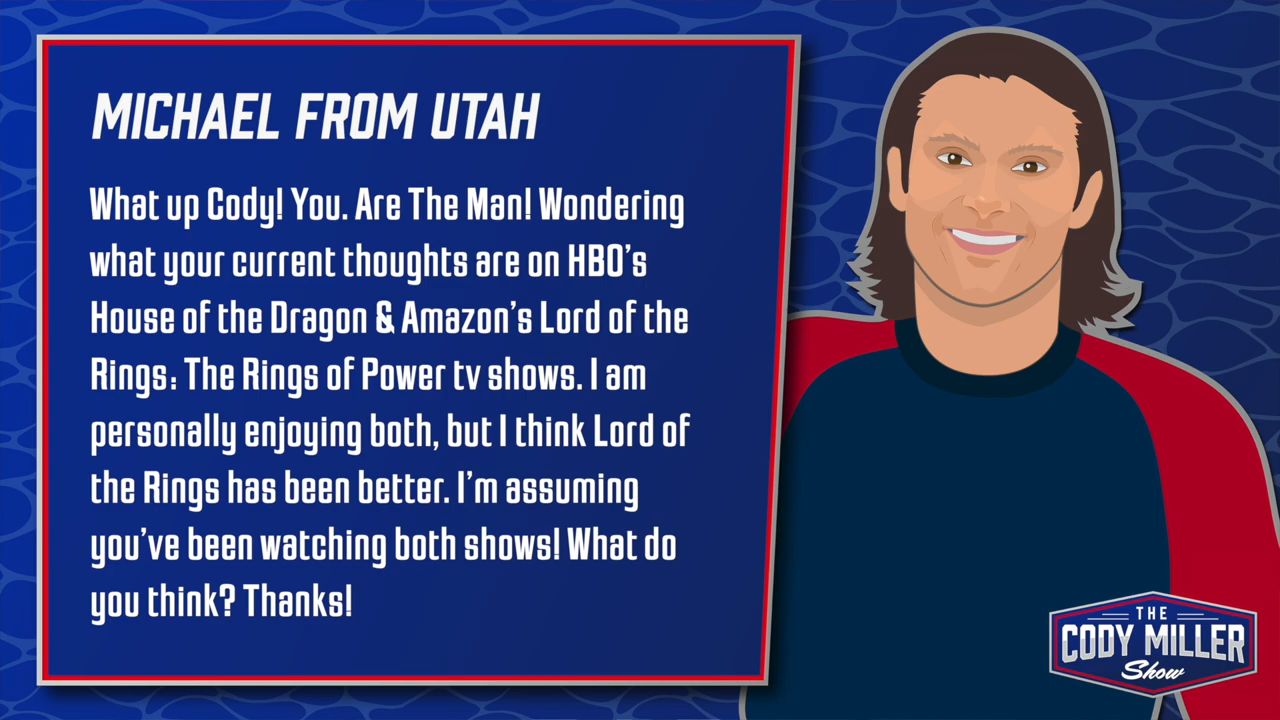 MICHAEL FROM UTAH
What up Cody! You. Are The Man! Wondering
what your current thoughts are on HBO's
House of the Dragon & Amazon's Lord of the
Rings: The Rings of Power tv shows. I am
personally enjoying both, but I think Lord of
the Rings has been better. I'm assuming
you've been watching both shows! What do
you think? Thanks!
THE
CODY MILLER
Show